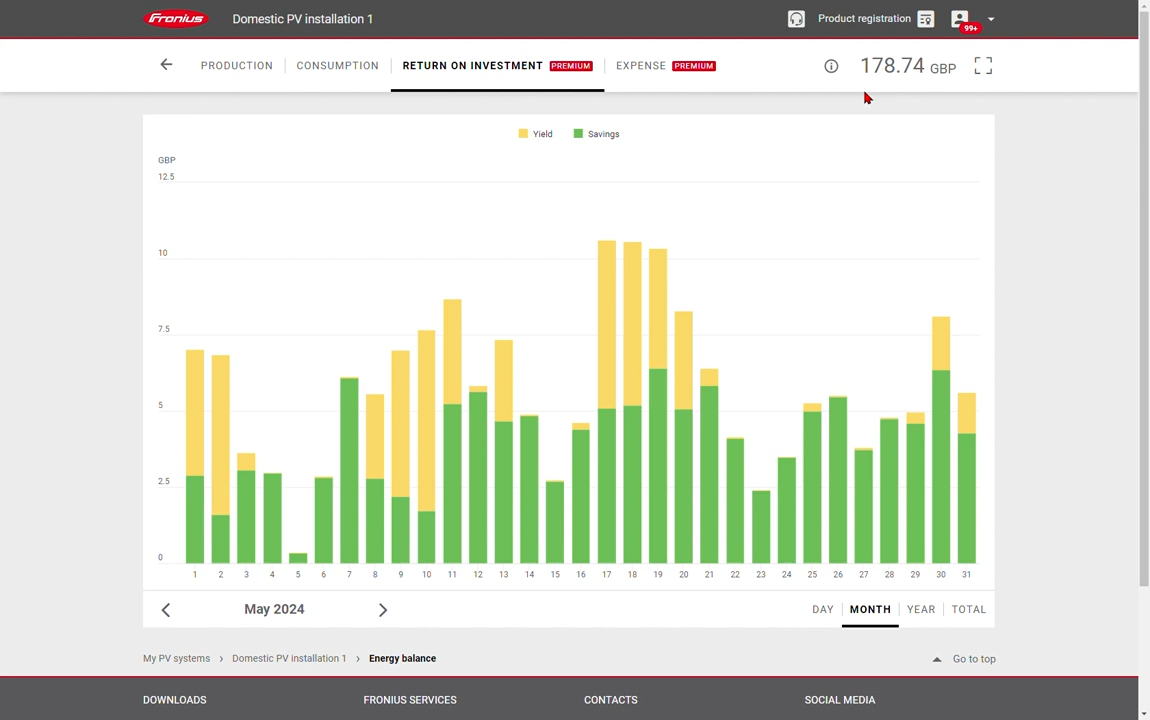 Fronius
Domestic PV installation 1
Product registration
99+
PRODUCTION
CONSUMPTION
RETURN ON INVESTMENT PREMIUM
EXPENSE PREMIUM
178.74 GBP
Yield
Savings
GBP
12.5
10
7.5
5
2.5
0
1 2 3 4 5 6 7 8 9 10 11 12 13 14 15 16 17 18 19 20 21 22 23 24 25 26 27 28 29 30 31
May 2024
DAY
MONTH
YEAR
TOTAL
My PV systems › Domestic PV installation 1 › Energy balance
Go to top
DOWNLOADS
FRONIUS SERVICES
CONTACTS
SOCIAL MEDIA